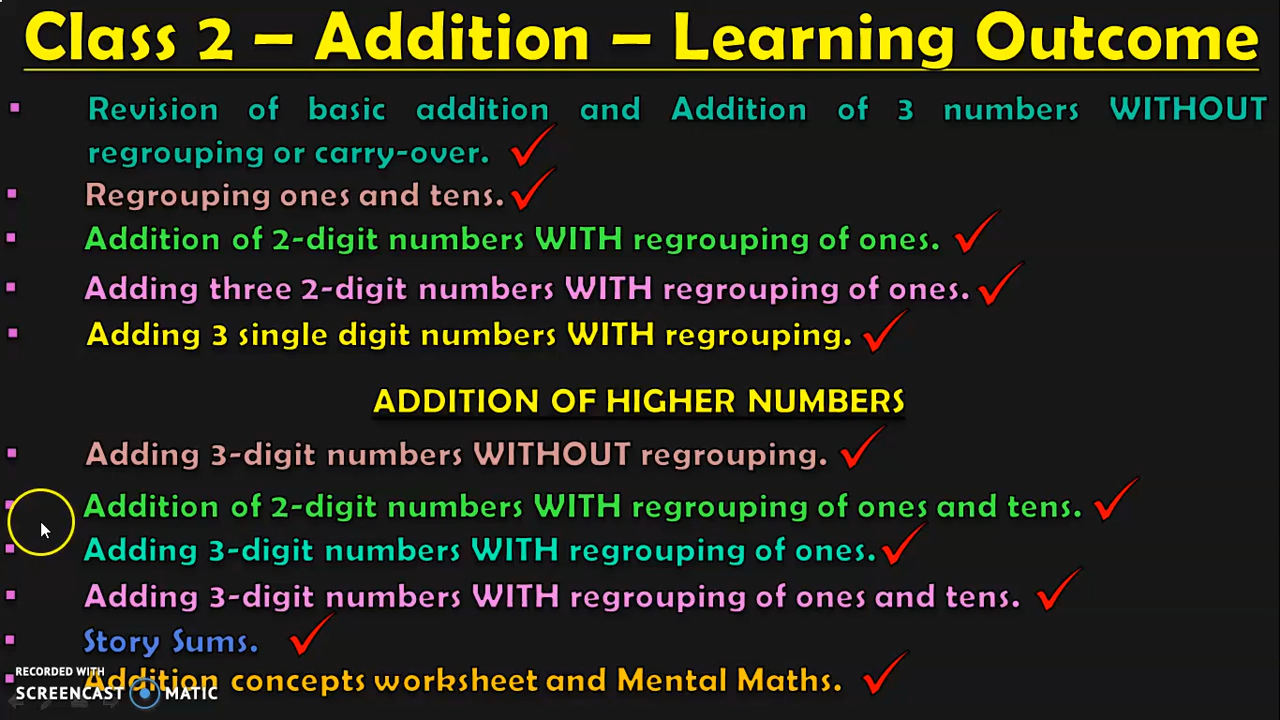 Class 2 – Addition – Learning Outcome
Revision of basic addition and Addition of 3 numbers WITHOUT
regrouping or carry-over.
Regrouping ones and tens.
Addition of 2-digit numbers WITH regrouping of ones.
Adding three 2-digit numbers WITH regrouping of ones.
Adding 3 single digit numbers WITH regrouping.
ADDITION OF HIGHER NUMBERS
Adding 3-digit numbers WITHOUT regrouping.
Addition of 2-digit numbers WITH regrouping of ones and tens.
Adding 3-digit numbers WITH regrouping of ones.
Adding 3-digit numbers WITH regrouping of ones and tens.
Story Sums.
Addition concepts worksheet and Mental Maths.
RECORDED WITH
SCREENCAST MATIC